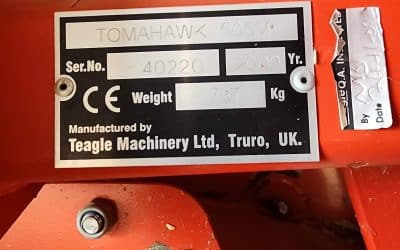 TOMAHAWK
Ser.No. 40220 Yr.
CE Weight Kg
Manufactured by
Teagle Machinery Ltd, Truro, UK.
Q.A.
By
Date